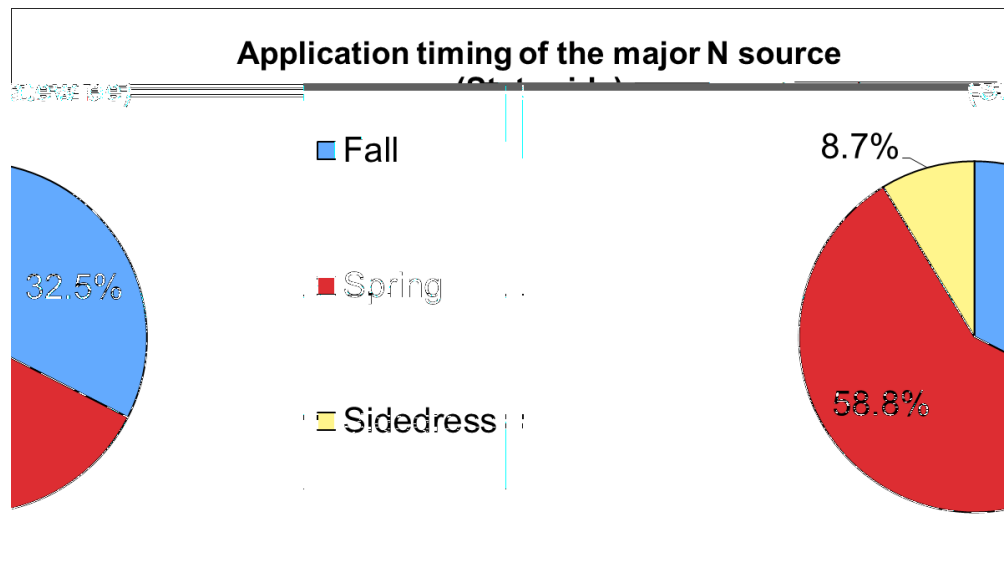 Application timing of the major N source
Fall
8.7%
32.5%
Spring
58.8%
Sidedress